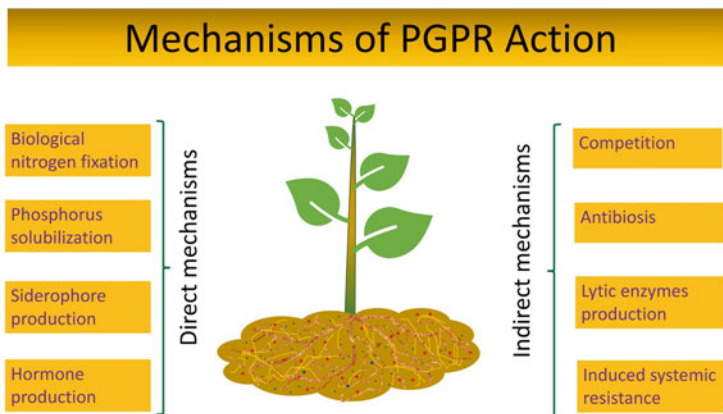 Mechanisms of PGPR Action
Biological
nitrogen fixation
Phosphorus
solubilization
Siderophore
production
Hormone
production
Direct mechanisms
Indirect mechanisms
Competition
Antibiosis
Lytic enzymes
production
Induced systemic
resistance